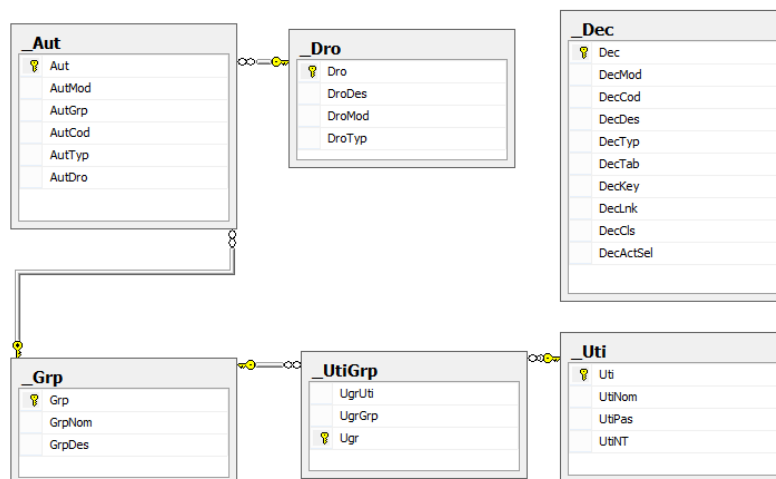 _Aut
Aut
AutMod
AutGrp
AutCod
AutTyp
AutDro
_Dro
Dro
DroDes
DroMod
DroTyp
_Dec
Dec
DecMod
DecCod
DecDes
DecTyp
DecTab
DecKey
DecLnk
DecCls
DecActSel
_Grp
Grp
GrpNom
GrpDes
_UtiGrp
UgrUti
UgrGrp
Ugr
_Uti
Uti
UtiNom
UtiPas
UtiNT